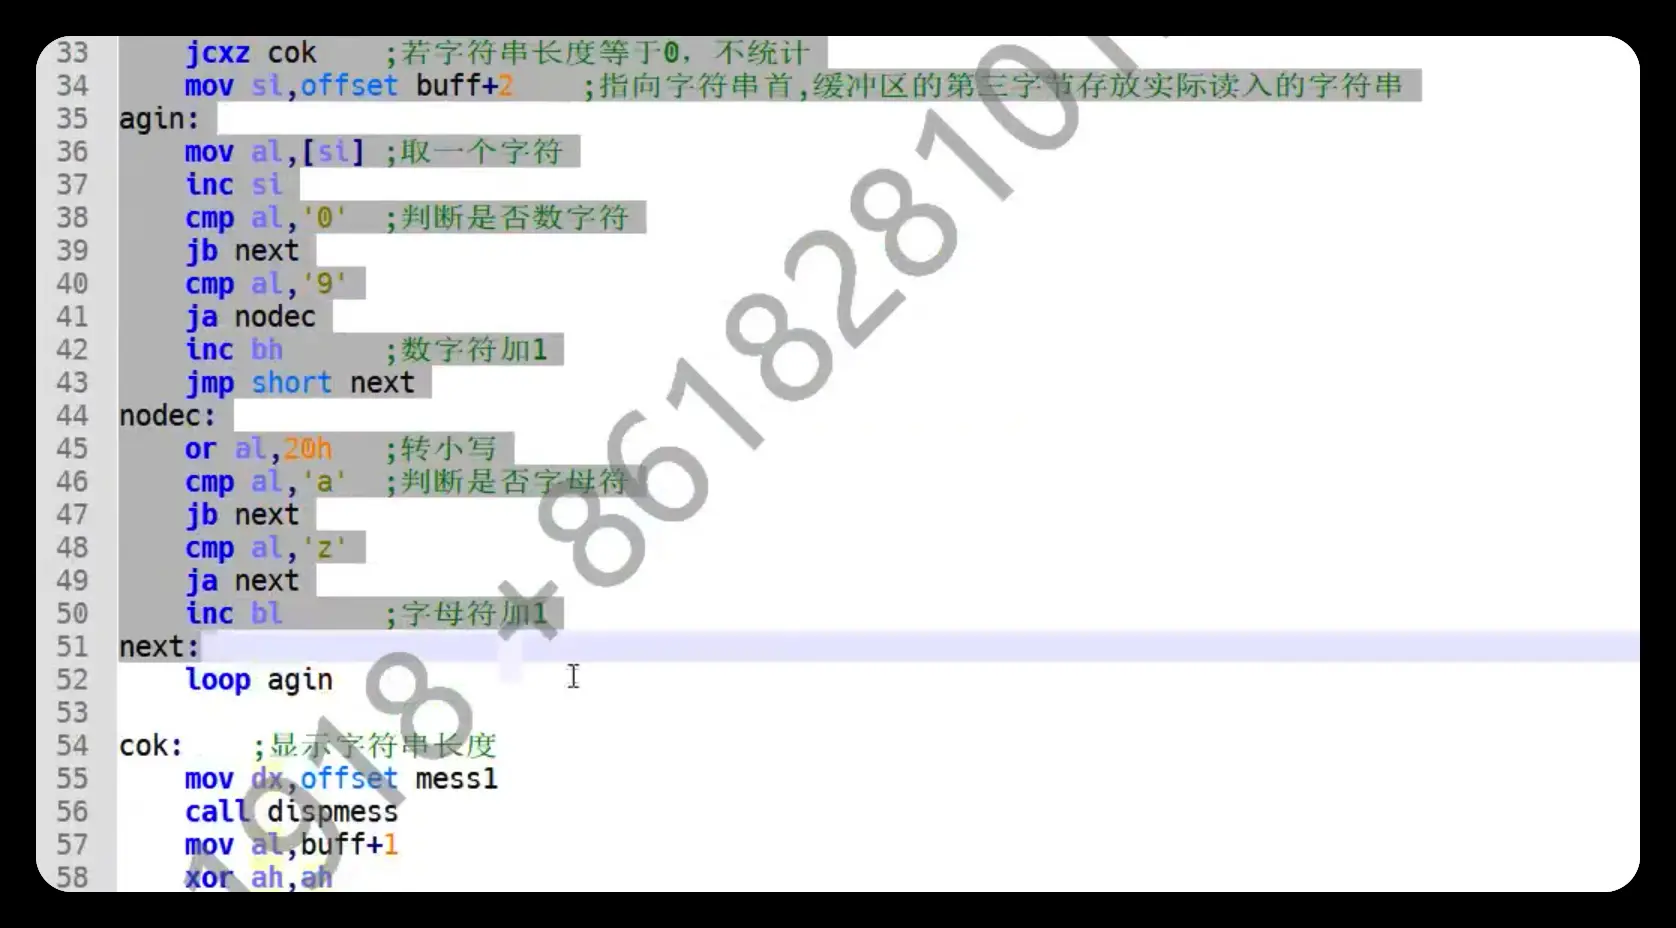 33 jcxz cok ;若字符串长度等于0，不统计
34 mov si,offset buff+2 ;指向字符串首,缓冲区的第三字节存放实际读入的字符串
35 agin:
36 mov al,[si] ;取一个字符
37 inc si
38 cmp al,'0' ;判断是否数字符
39 jb next
40 cmp al,'9'
41 ja nodec
42 inc bh ;数字符加1
43 jmp short next
44 nodec:
45 or al,20h ;转小写
46 cmp al,'a' ;判断是否字母符
47 jb next
48 cmp al,'z'
49 ja next
50 inc bl ;字母符加1
51 next:
52 loop agin
53
54 cok: ;显示字符串长度
55 mov dx,offset mess1
56 call dispmess
57 mov al,buff+1
58 xor ah,ah
1918 +861828101